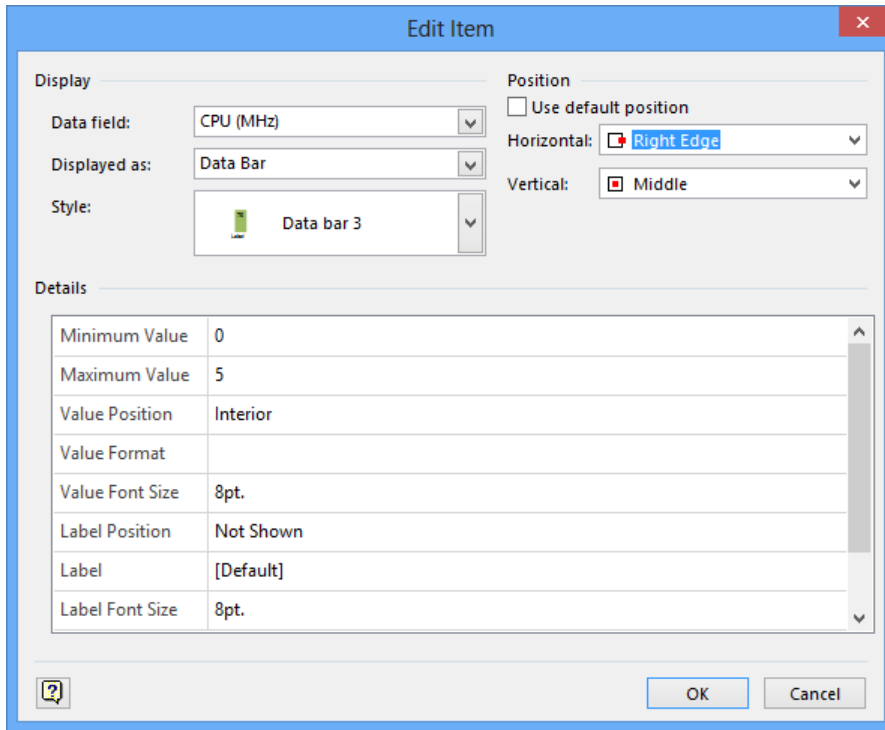 Edit Item
Display
Data field: CPU (MHz)
Displayed as: Data Bar
Style: Data bar 3
Label
Position
Use default position
Horizontal: Right Edge
Vertical: Middle
Details
Minimum Value 0
Maximum Value 5
Value Position Interior
Value Format
Value Font Size 8pt.
Label Position Not Shown
Label [Default]
Label Font Size 8pt.
OK Cancel